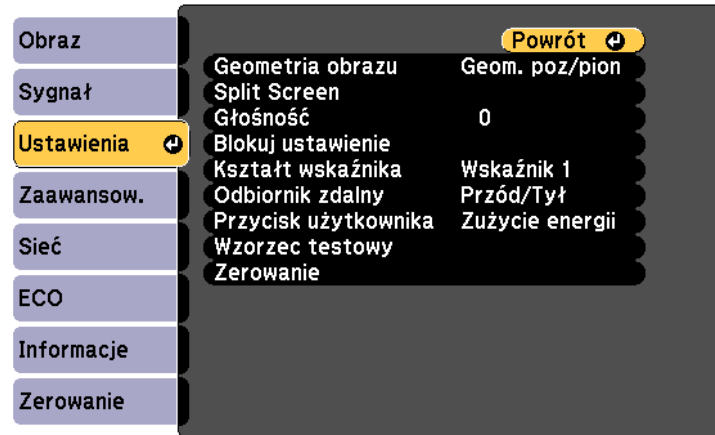 Obraz
Sygnał
Ustawienia
Zaawansow.
Sieć
ECO
Informacje
Zerowanie
Powrót
Geometria obrazu Geom. poz/pion
Split Screen
Głośność 0
Blokuj ustawienie
Kształt wskaźnika Wskaźnik 1
Odbiornik zdalny Przód/Tył
Przycisk użytkownika Zużycie energii
Wzorzec testowy
Zerowanie